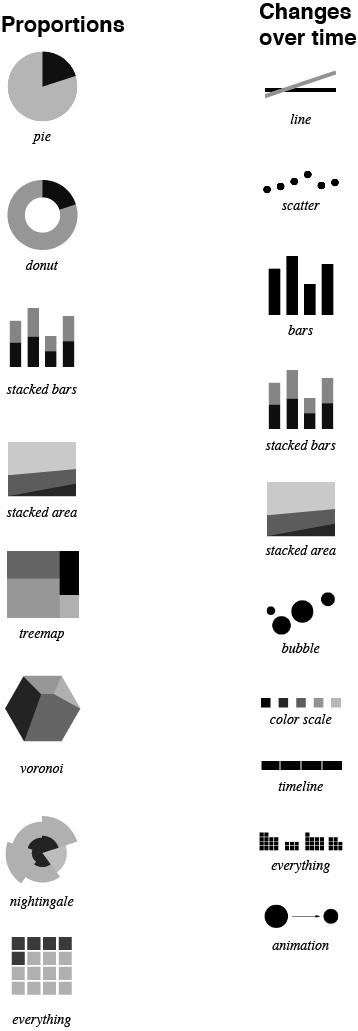 Proportions
pie
donut
stacked bars
stacked area
treemap
voronoi
nightingale
everything
Changes
over time
line
scatter
bars
stacked bars
stacked area
bubble
color scale
timeline
everything
animation